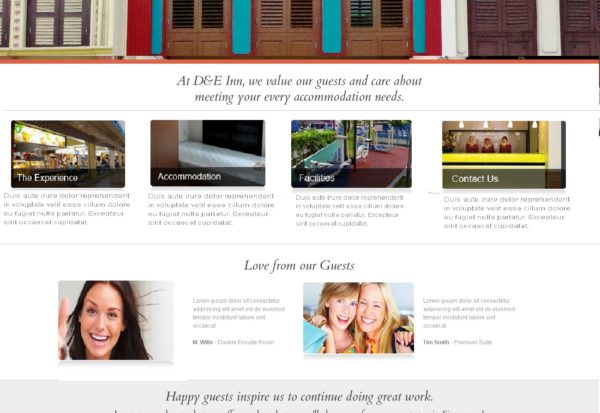 At D&E Inn, we value our guests and care about
meeting your every accommodation needs.
The Experience
Duis aute irure dolor reprehenderit
in voluptate velit esse cillum dolore
eu fugiat nulla pariatur. Excepteur
sint occaecat cupidatat.
Accommodation
Duis aute irure dolor reprehenderit
in voluptate velit esse cillum dolore
eu fugiat nulla pariatur. Excepteur
sint occaecat cupidatat.
Facilities
Duis aute irure dolor reprehenderit
in voluptate velit esse cillum dolore
eu fugiat nulla pariatur. Excepteur
sint occaecat cupidatat.
Contact Us
Duis aute irure dolor reprehenderit
in voluptate velit esse cillum dolore
eu fugiat nulla pariatur. Excepteur
sint occaecat cupidatat.
Love from our Guests
Lorem ipsum dolor sit consectetur
adipisicing elit amet sit do eiusmod
tempor incididunt labore sint
occaecat.
M. Wills - Double Ensuite Room.
Lorem ipsum dolor sit consectetur
adipisicing elit amet sit do eiusmod
tempor incididunt labore sint
occaecat.
Tim Smith - Premium Suite.
Happy guests inspire us to continue doing great work.